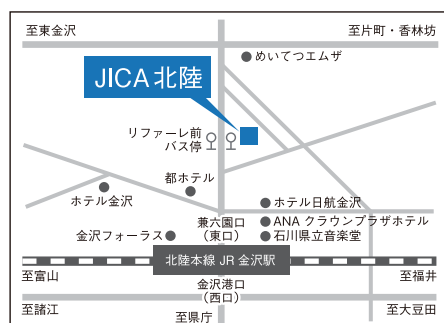 至東金沢
至片町・香林坊
めいてつエムザ
JICA北陸
リファーレ前
バス停
都ホテル
ホテル金沢
ホテル日航金沢
兼六園口
(東口)
ANA クラウンプラザホテル
金沢フォーラス
石川県立音楽堂
北陸本線 JR 金沢駅
至富山
至福井
金沢港口
(西口)
至諸江
至大豆田
至県庁